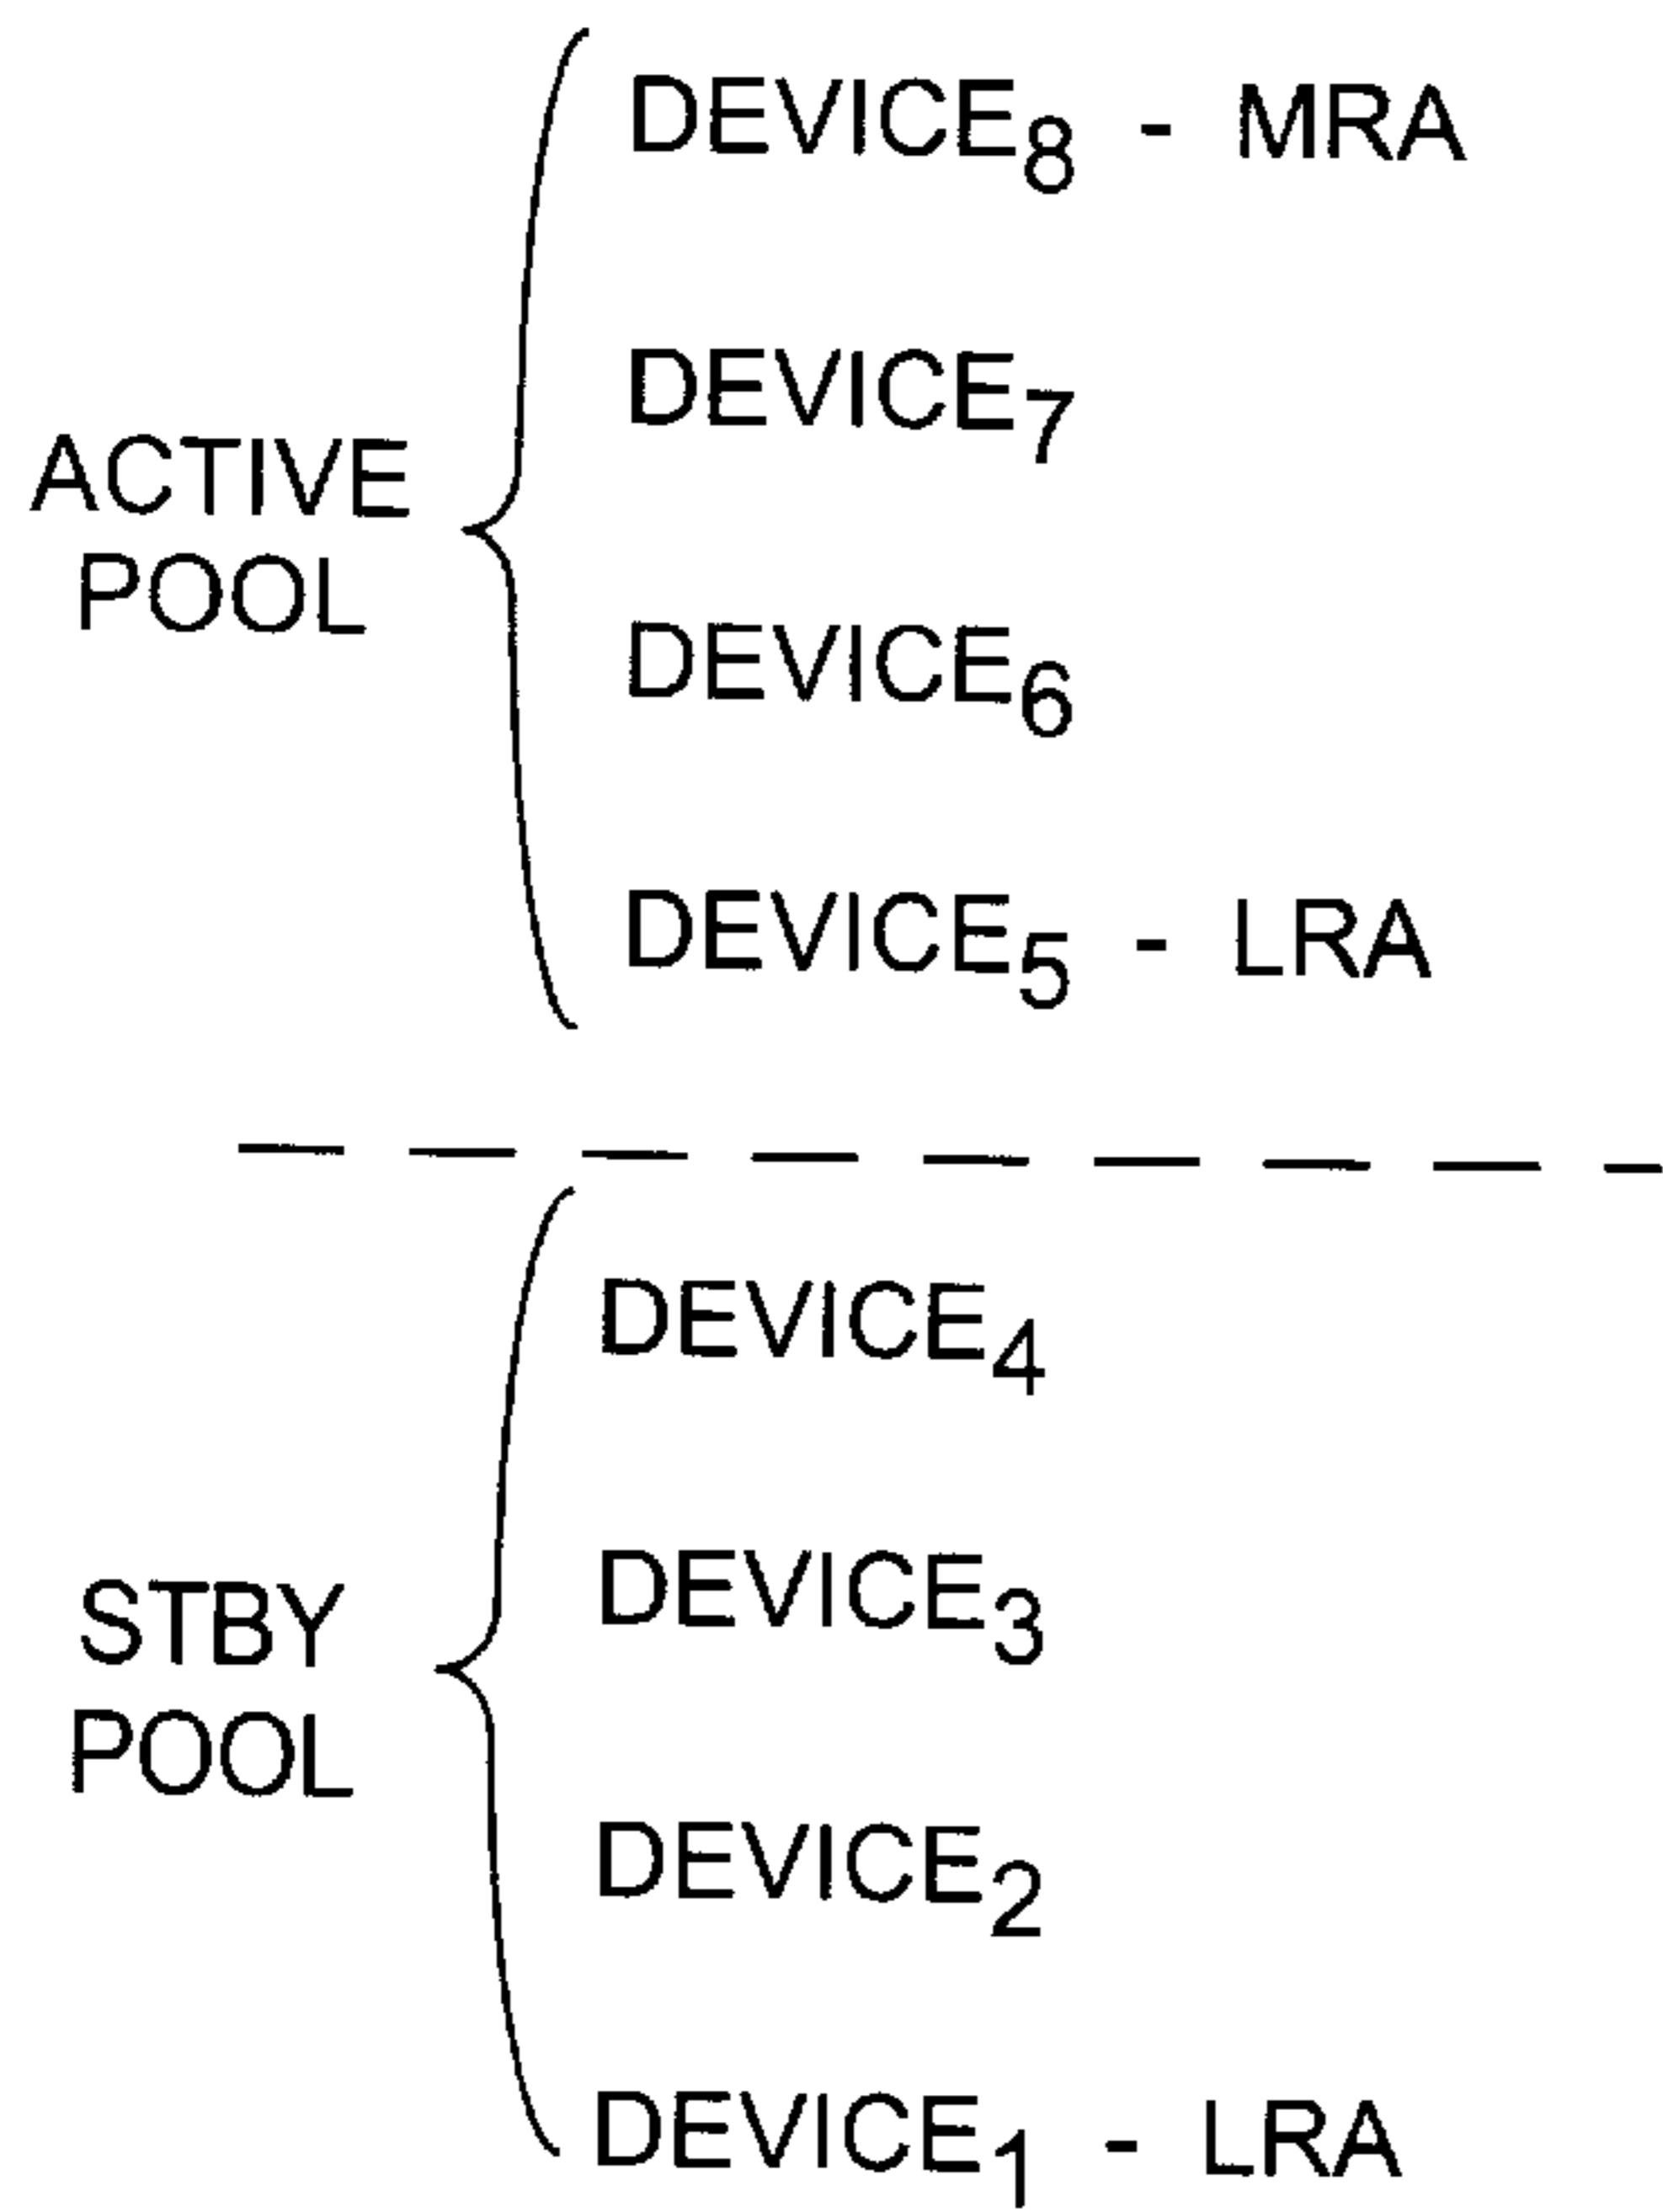 DEVICE8 - MRA
DEVICE7
ACTIVE
POOL
DEVICE6
DEVICE5 - LRA
DEVICE4
DEVICE3
STBY
POOL
DEVICE2
DEVICE1 - LRA